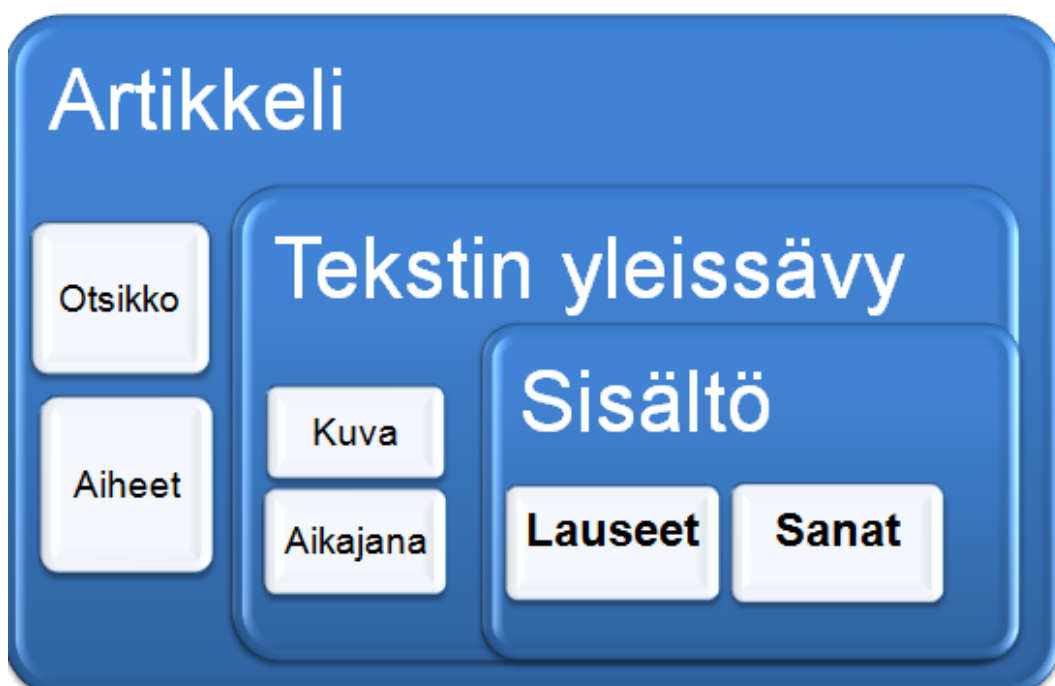 Artikkeli
Otsikko
Aiheet
Tekstin yleissävy
Kuva
Aikajana
Sisältö
Lauseet
Sanat